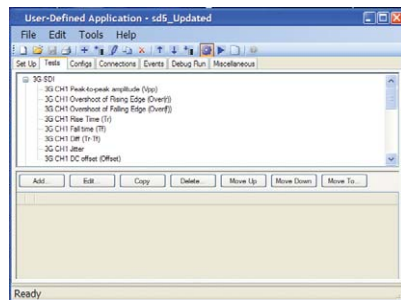 User-Defined Application - sd5_Updated
File Edit Tools Help
Set Up Tests Configs Connections Events Debug Run Miscellaneous
3G SDI
3G CH1 Peak-to-peak amplitude (Vpp)
3G CH1 Overshoot of Rising Edge (Over(r))
3G CH1 Overshoot of Falling Edge (Over(f))
3G CH1 Rise Time (Tr)
3G CH1 Fall time (Tf)
3G CH1 Diff (Tr-Tf)
3G CH1 Jitter
3G CH1 DC offset (Offset)
Add... Edit... Copy Delete... Move Up Move Down Move To...
Ready